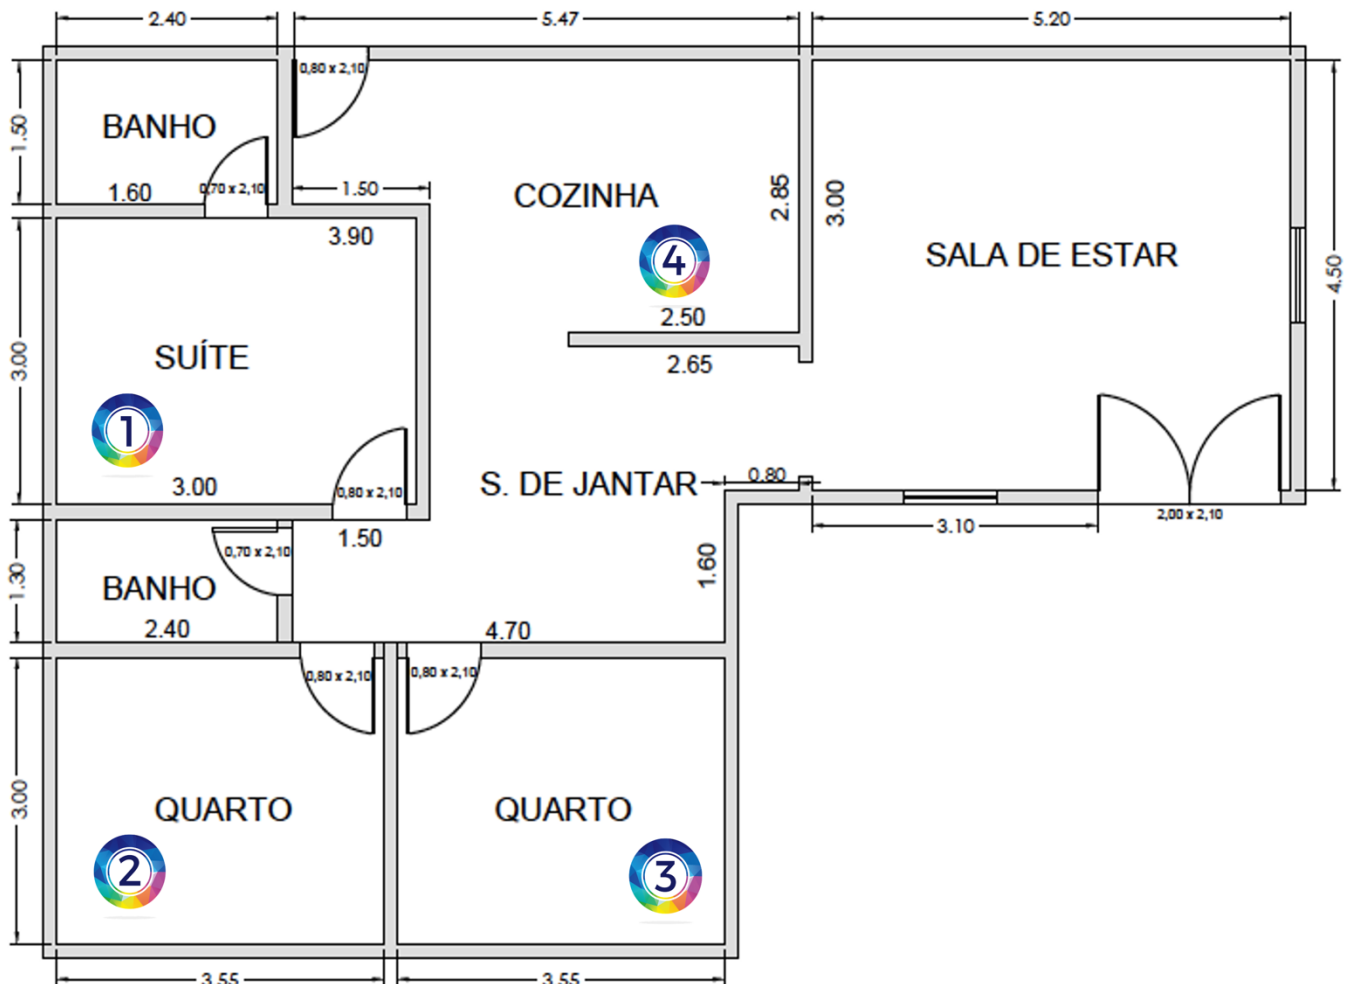 2.40
5.47
5.20
0,80 x 2,10
BANHO
1.50
1.60
0,70 x 2,10
1.50
COZINHA
2.85
3.00
3.90
SALA DE ESTAR
4.50
4
2.50
2.65
SUÍTE
3.00
1
3.00
0,80 x 2,10
S. DE JANTAR
0.80
3.10
2,00 x 2,10
1.50
0,70 x 2,10
1.30
BANHO
2.40
1.60
4.70
0,80 x 2,10
0,80 x 2,10
3.00
QUARTO
QUARTO
2
3
3.55
3.55